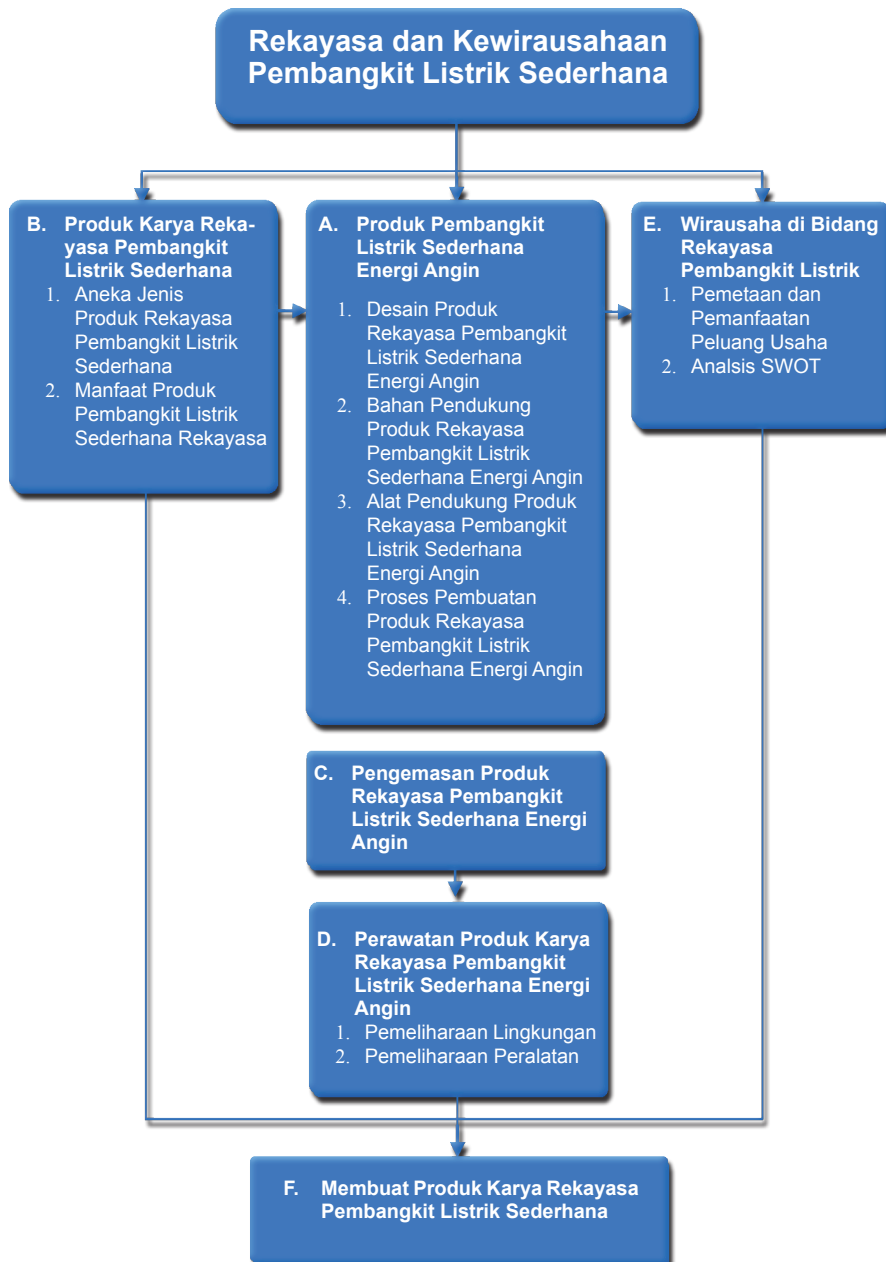 Rekayasa dan Kewirausahaan
Pembangkit Listrik Sederhana
B. Produk Karya Reka-
yasa Pembangkit
Listrik Sederhana
1. Aneka Jenis
Produk Rekayasa
Pembangkit Listrik
Sederhana
2. Manfaat Produk
Pembangkit Listrik
Sederhana Rekayasa
A. Produk Pembangkit
Listrik Sederhana
Energi Angin
1. Desain Produk
Rekayasa Pembangkit
Listrik Sederhana
Energi Angin
2. Bahan Pendukung
Produk Rekayasa
Pembangkit Listrik
Sederhana Energi Angin
3. Alat Pendukung Produk
Rekayasa Pembangkit
Listrik Sederhana
Energi Angin
4. Proses Pembuatan
Produk Rekayasa
Pembangkit Listrik
Sederhana Energi Angin
E. Wirausaha di Bidang
Rekayasa
Pembangkit Listrik
1. Pemetaan dan
Pemanfaatan
Peluang Usaha
2. Analsis SWOT
C. Pengemasan Produk
Rekayasa Pembangkit
Listrik Sederhana Energi
Angin
D. Perawatan Produk Karya
Rekayasa Pembangkit
Listrik Sederhana Energi
Angin
1. Pemeliharaan Lingkungan
2. Pemeliharaan Peralatan
F. Membuat Produk Karya Rekayasa
Pembangkit Listrik Sederhana